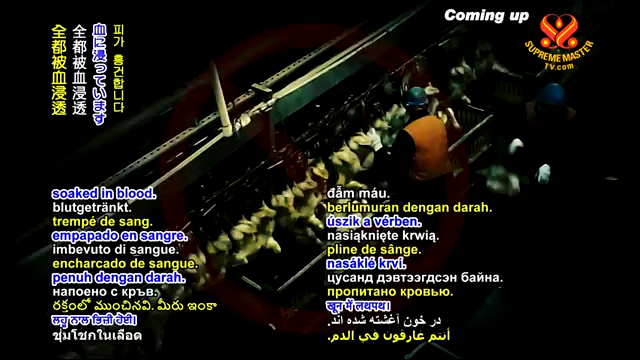 Coming up
SUPREME MASTER
TV.com
피가 흥건합니다
血に浸っています
全都被血浸透
全都被血浸透
soaked in blood.
blutgetränkt.
trempé de sang.
empapado en sangre.
imbevuto di sangue.
encharcado de sangue.
penuh dengan darah.
напоено с кръв.
రక్తంలో ముంచినవి. మీరు ఇంకా
ਲਹੂ ਨਾਲ ਭਿੱਜੀ ਹੋਈ।
ชุ่มโชกในเลือด
đẫm máu.
berlumuran dengan darah.
úszik a vérben.
nasiąknięte krwią.
pline de sânge.
nasáklé krví.
цусанд дэвтээгдсэн байна.
пропитано кровью.
खून में लथपथ।
در خون آغشته شده اند.
أنتم غارقون في الدم.